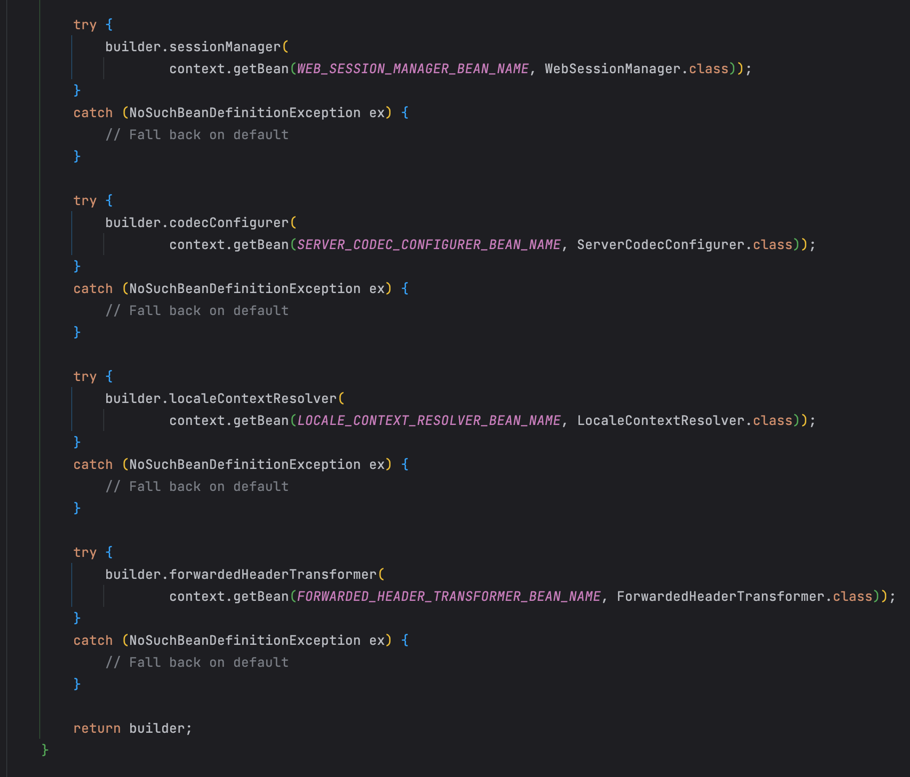 try {
builder.sessionManager(
context.getBean(WEB_SESSION_MANAGER_BEAN_NAME, WebSessionManager.class));
}
catch (NoSuchBeanDefinitionException ex) {
// Fall back on default
}
try {
builder.codecConfigurer(
context.getBean(SERVER_CODEC_CONFIGURER_BEAN_NAME, ServerCodecConfigurer.class));
}
catch (NoSuchBeanDefinitionException ex) {
// Fall back on default
}
try {
builder.localeContextResolver(
context.getBean(LOCALE_CONTEXT_RESOLVER_BEAN_NAME, LocaleContextResolver.class));
}
catch (NoSuchBeanDefinitionException ex) {
// Fall back on default
}
try {
builder.forwardedHeaderTransformer(
context.getBean(FORWARDED_HEADER_TRANSFORMER_BEAN_NAME, ForwardedHeaderTransformer.class));
}
catch (NoSuchBeanDefinitionException ex) {
// Fall back on default
}
return builder;
}